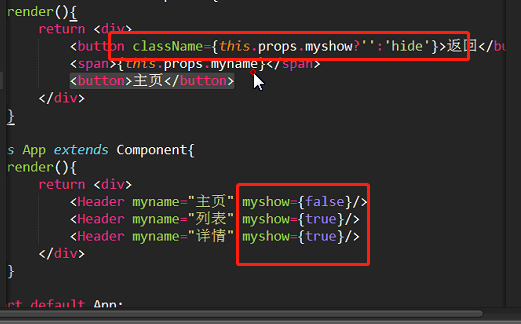 render(){
return <div>
<button className={this.props.myshow?'':'hide'}>返回</bu
<span>{this.props.myname}</span>
<button>主页</button>
</div>
}
s App extends Component{
render(){
return <div>
<Header myname="主页" myshow={false}/>
<Header myname="列表" myshow={true}/>
<Header myname="详情" myshow={true}/>
</div>
}
rt default App;